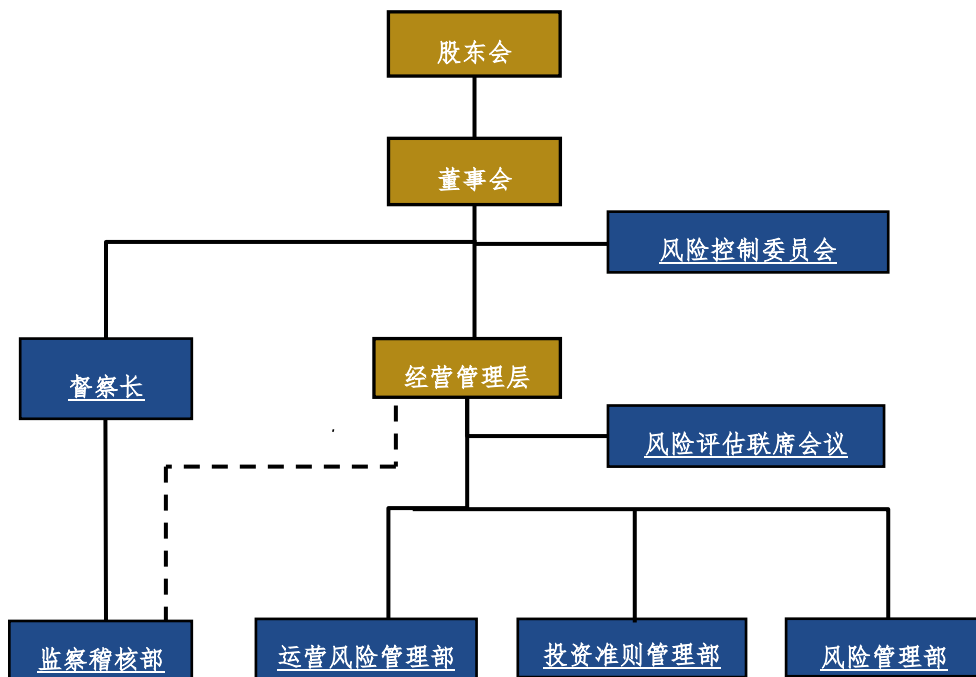 股东会
董事会
风险控制委员会
督察长
经营管理层
风险评估联席会议
监察稽核部
运营风险管理部
投资准则管理部
风险管理部